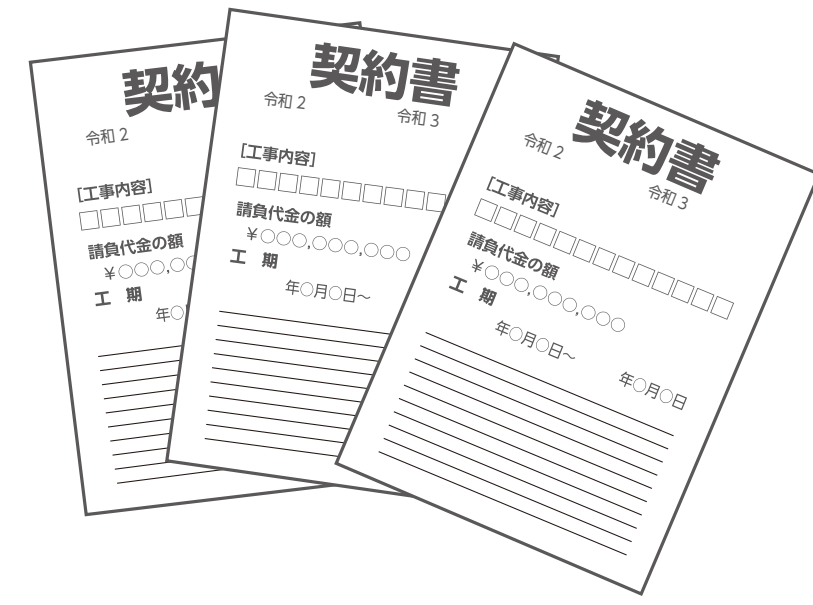 契約
令和 2
[工事内容]
□□□□□□
請負代金の額
￥○○○,○○
工　期
年○
契約書
令和 2
令和 3
[工事内容]
□□□□□□□□□□
請負代金の額
￥○○○,○○○,○○○
工　期
年○月○日～
契約書
令和 2
令和 3
[工事内容]
□□□□□□□□□□□□□
請負代金の額
￥○○○,○○○,○○○
工　期
年○月○日～
年○月○日